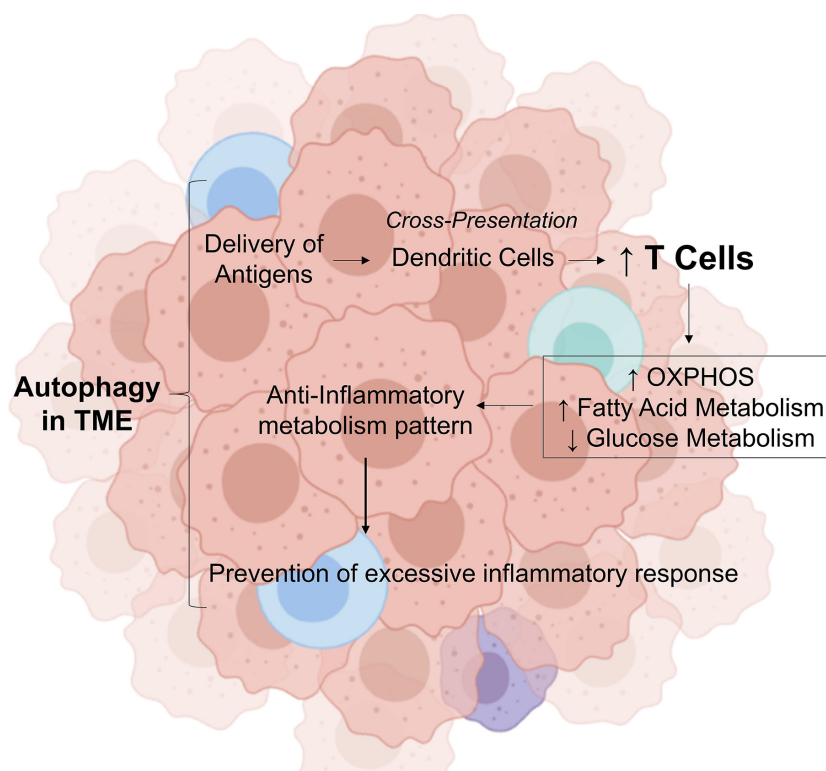 Cross-Presentation
Delivery of
Antigens
Dendritic Cells
↑ T Cells
Autophagy
in TME
↑ OXPHOS
↑ Fatty Acid Metabolism
↓ Glucose Metabolism
Anti-Inflammatory
metabolism pattern
Prevention of excessive inflammatory response